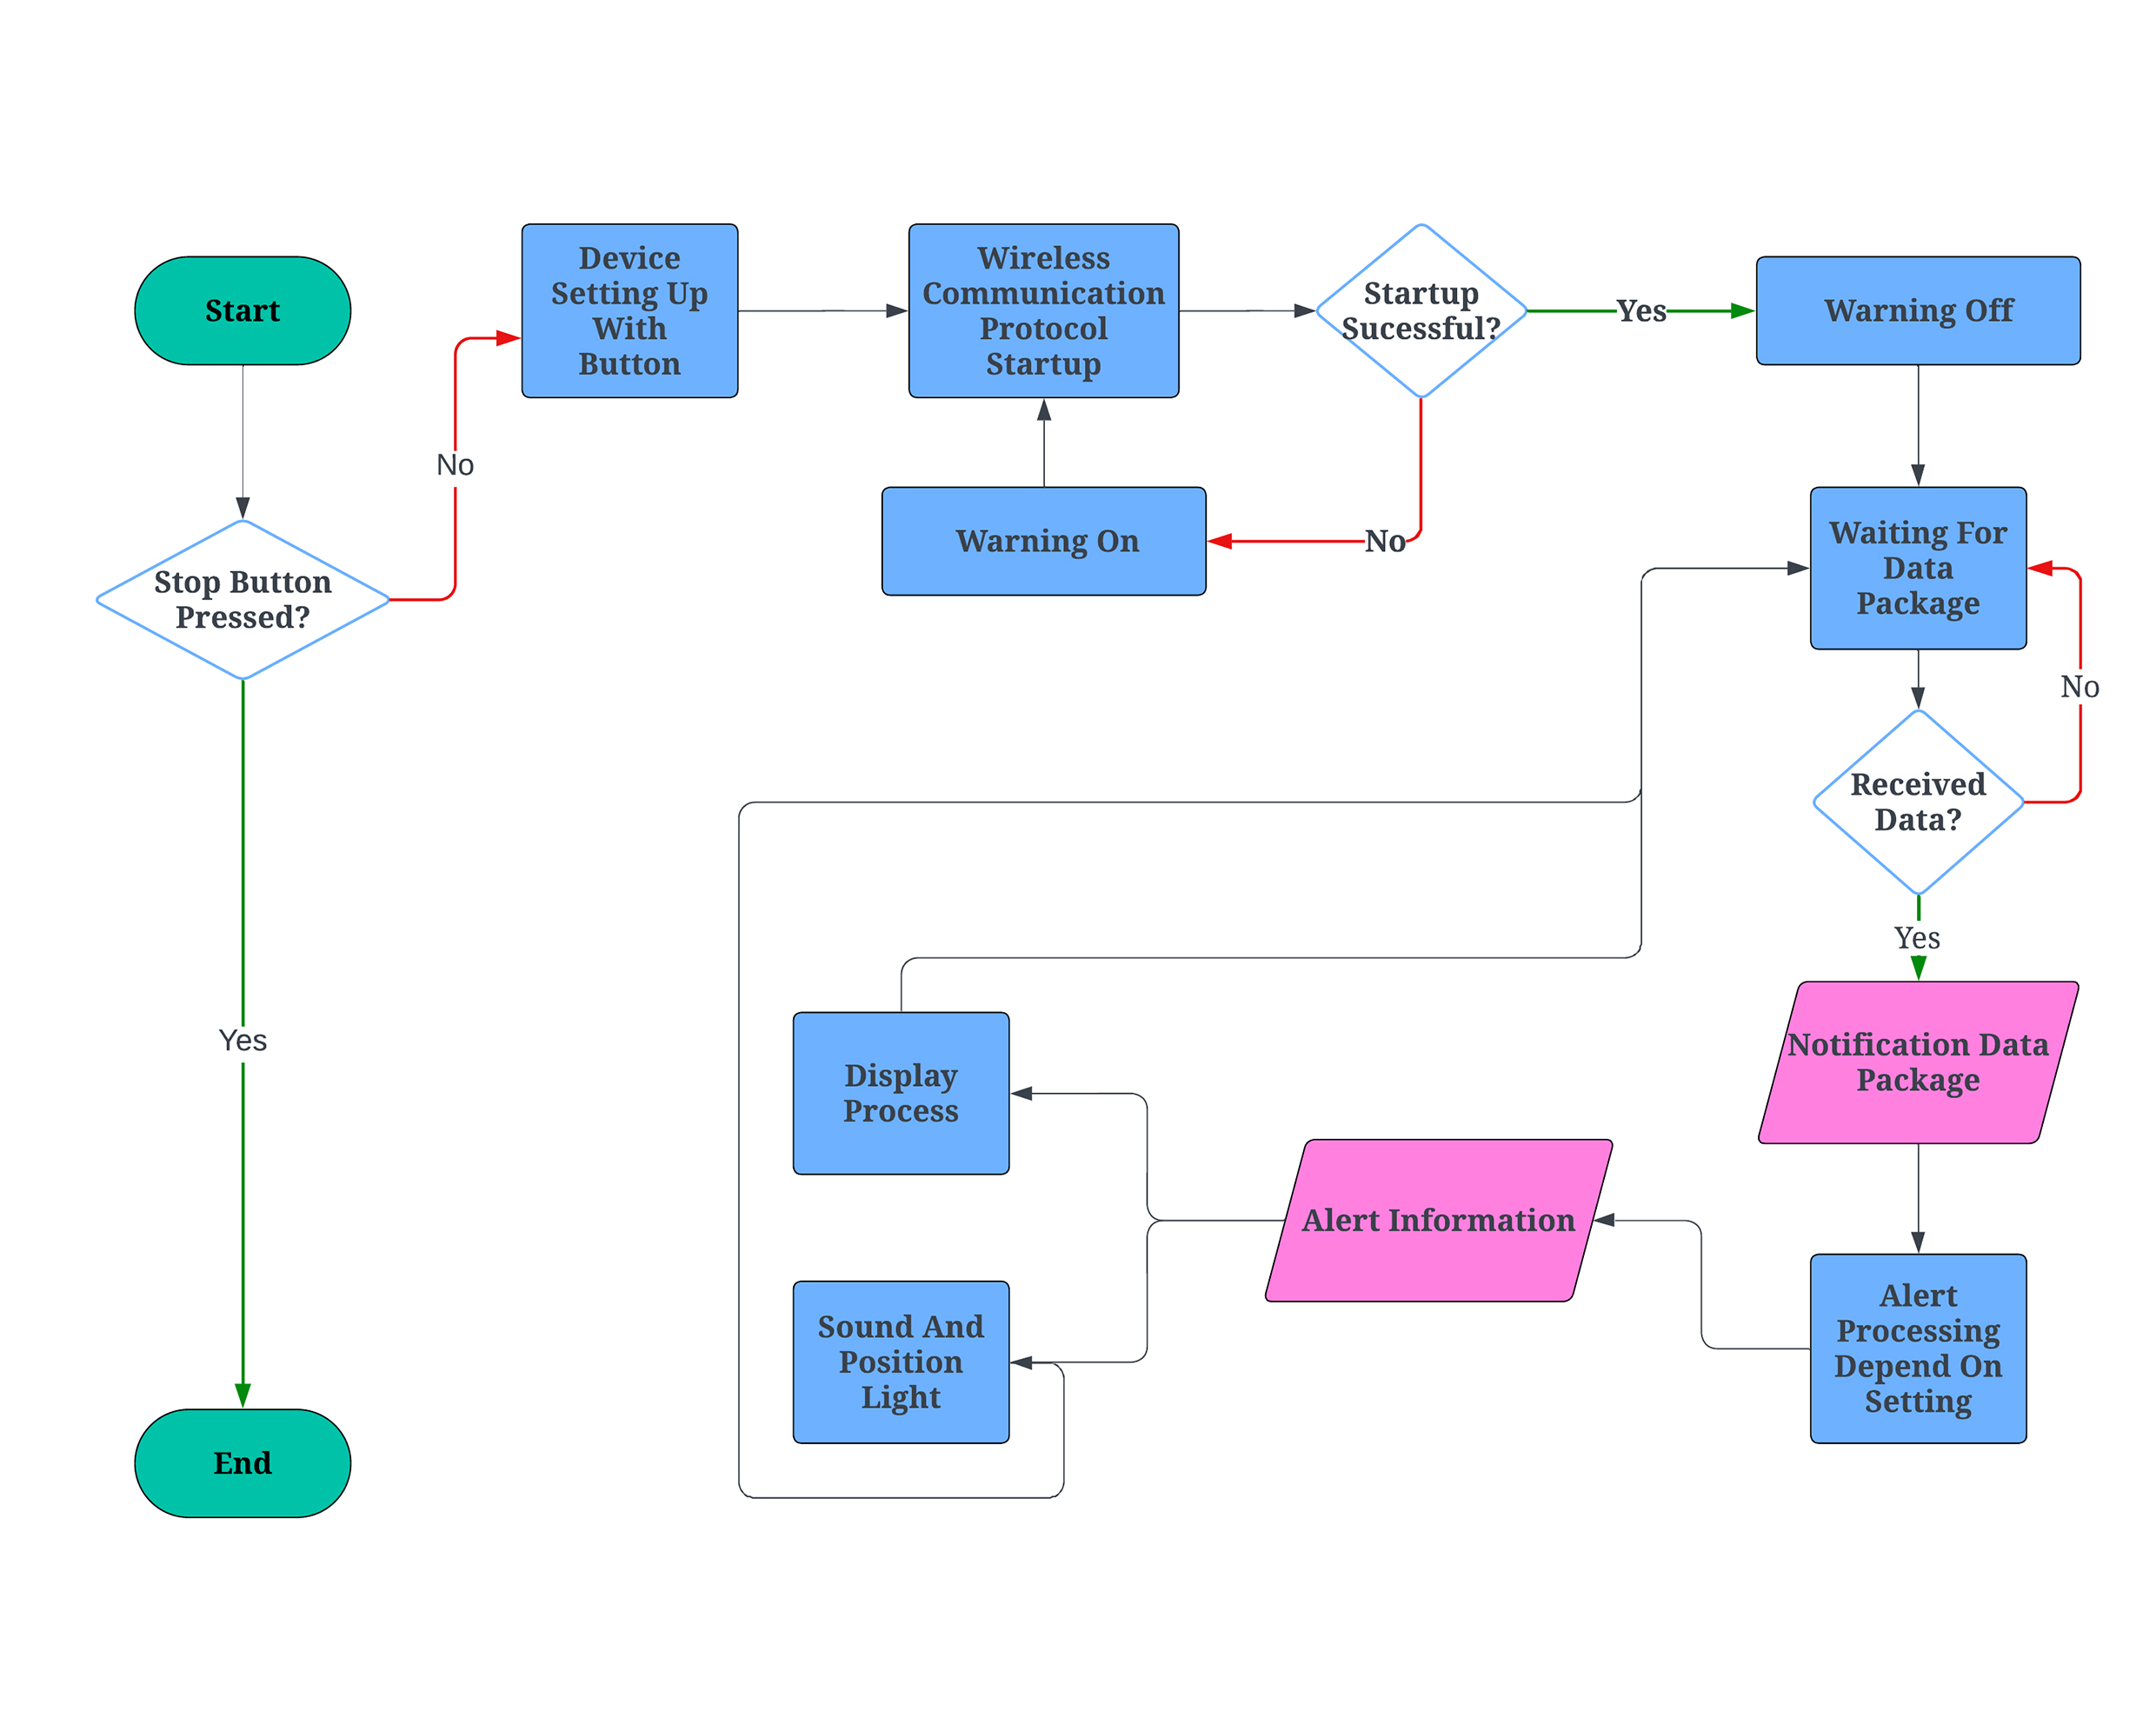 Start
Stop Button
Pressed?
No
Yes
End
Device
Setting Up
With
Button
Wireless
Communication
Protocol
Startup
Startup
Sucessful?
Yes
No
Warning On
Warning Off
Waiting For
Data
Package
Received
Data?
No
Yes
Notification Data
Package
Alert
Processing
Depend On
Setting
Alert Information
Display
Process
Sound And
Position
Light